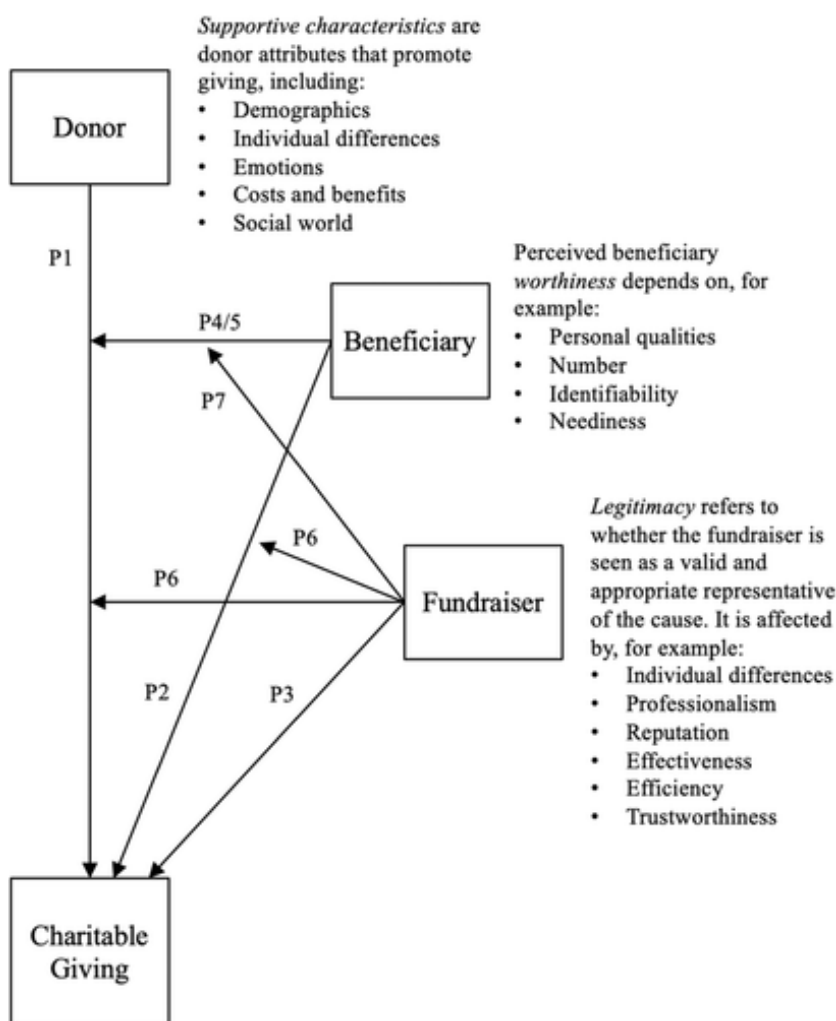 Supportive characteristics are
donor attributes that promote
giving, including:
• Demographics
• Individual differences
• Emotions
• Costs and benefits
• Social world
Donor
P1
Perceived beneficiary
worthiness depends on, for
example:
• Personal qualities
• Number
• Identifiability
• Neediness
P4/5
Beneficiary
P7
Legitimacy refers to
whether the fundraiser is
seen as a valid and
appropriate representative
of the cause. It is affected
by, for example:
• Individual differences
• Professionalism
• Reputation
• Effectiveness
• Efficiency
• Trustworthiness
P6
P6
Fundraiser
P2
P3
Charitable
Giving